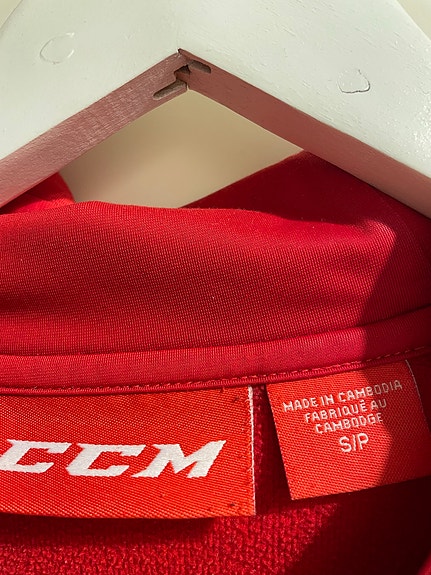 CCM
MADE IN CAMBODIA
FABRIQUÉ AU
CAMBODGE
S/P